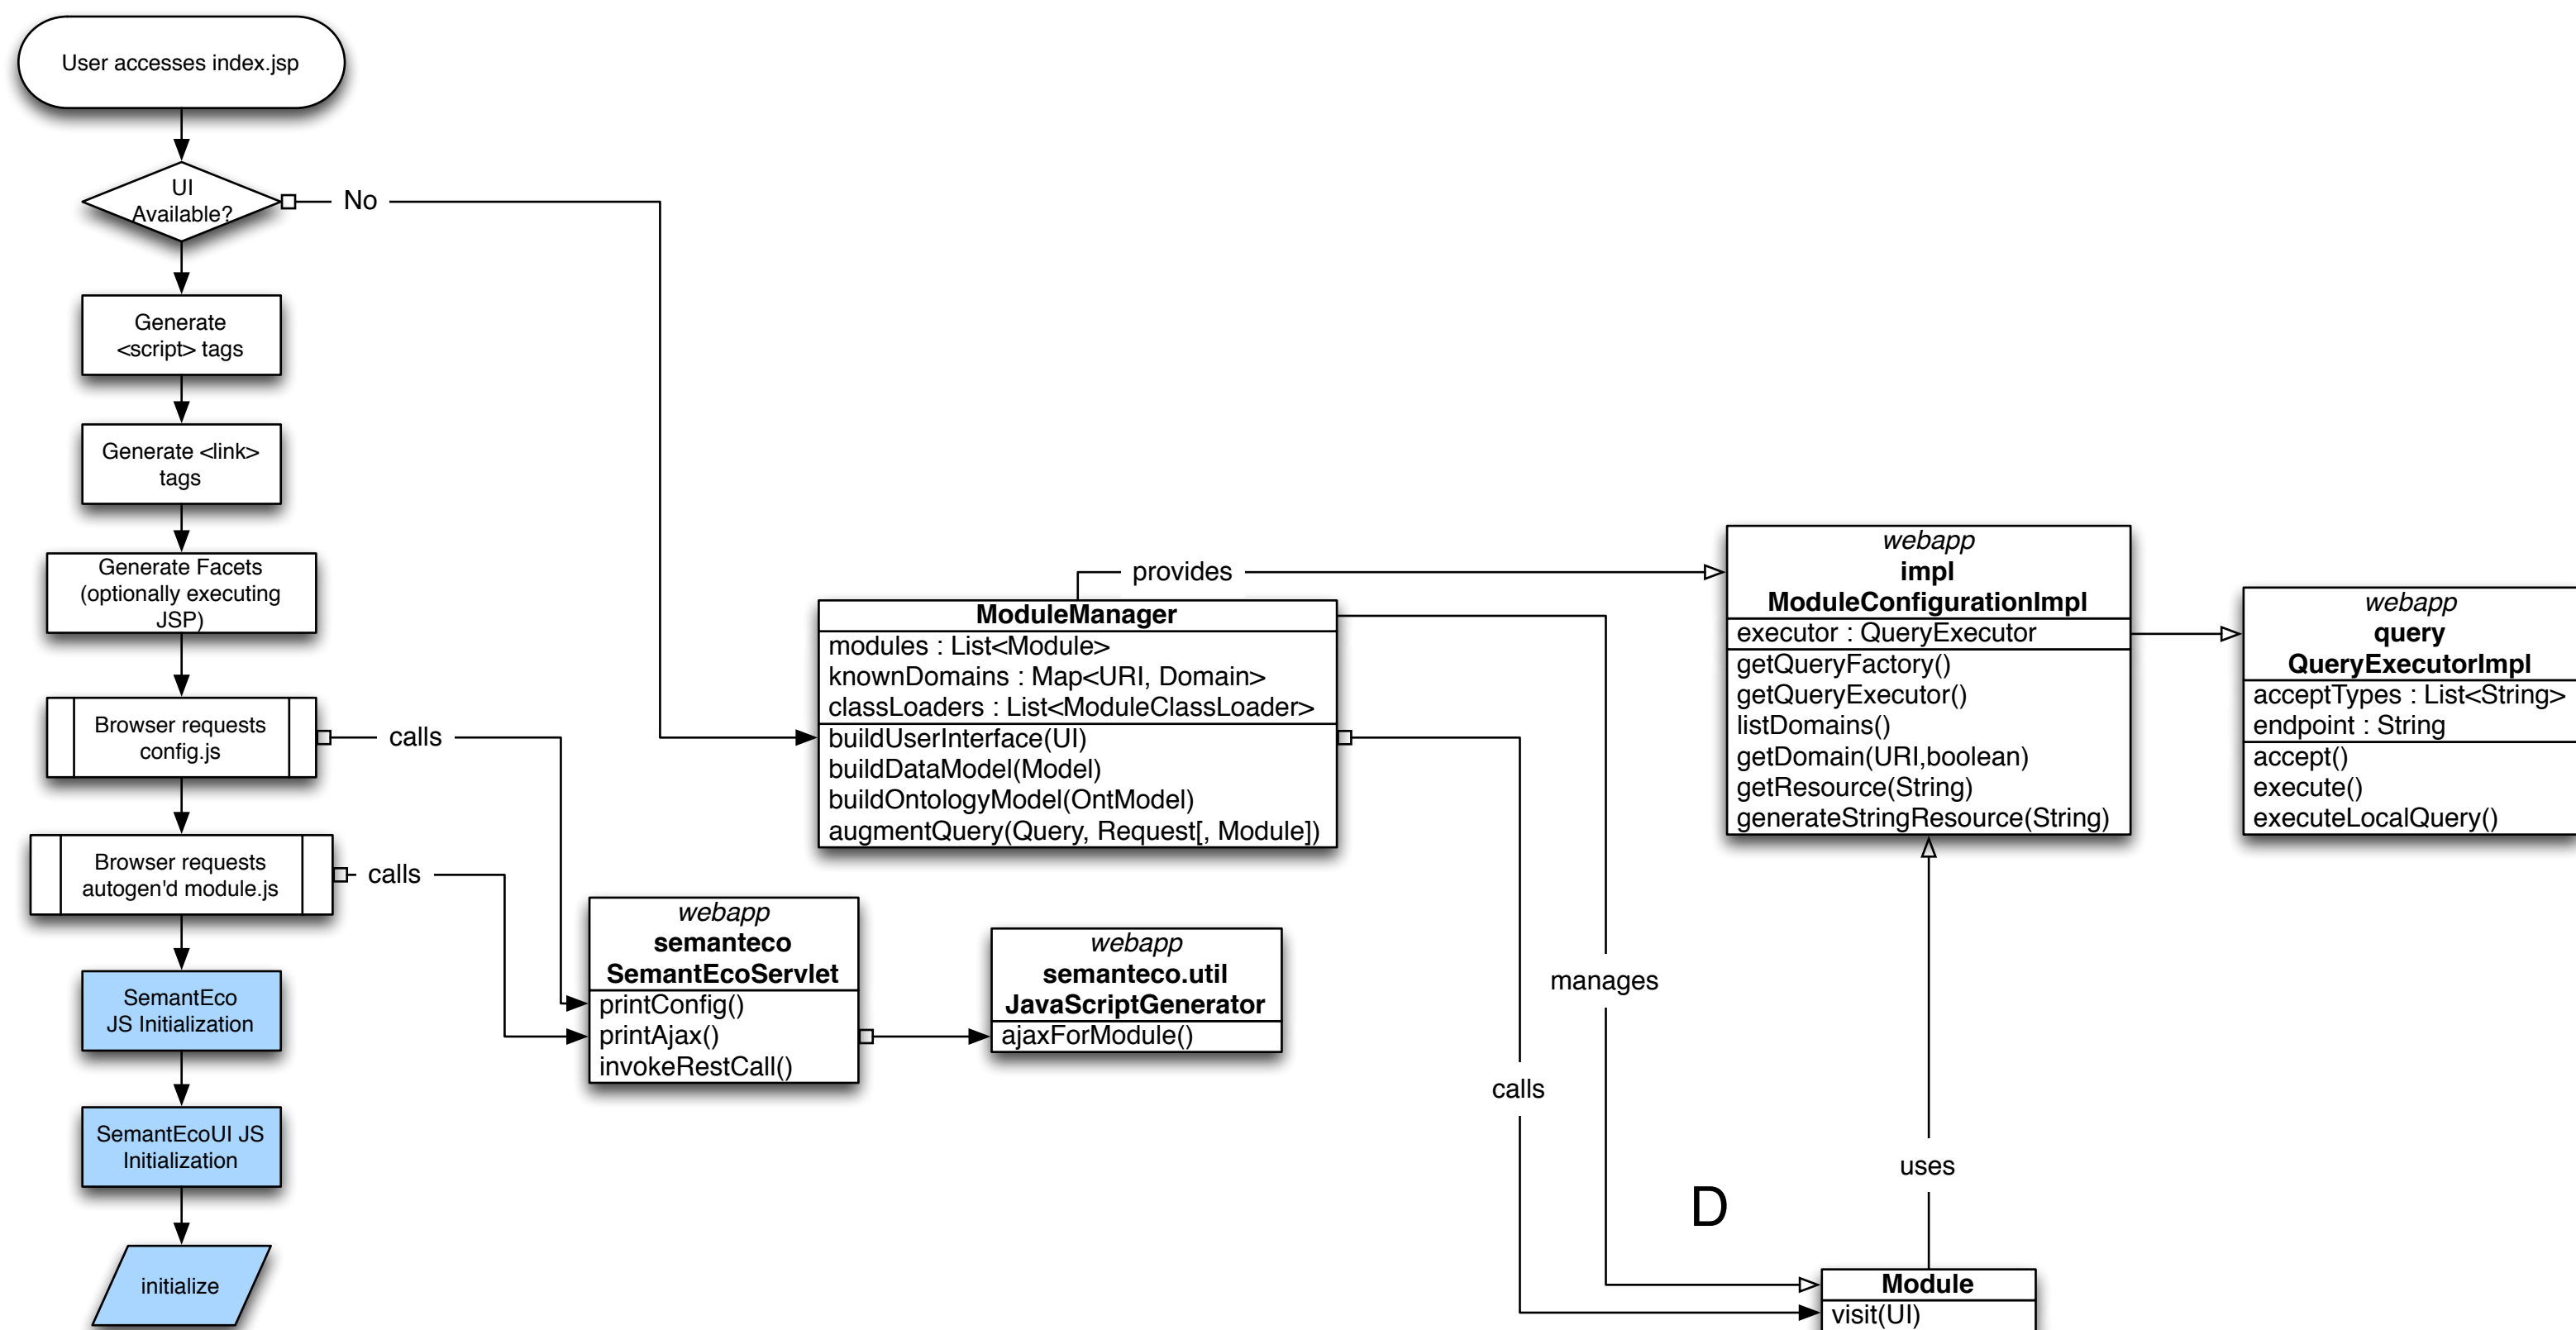 User accesses index.jsp
UI
Available?
No
Generate
<script> tags
Generate <link>
tags
Generate Facets
(optionally executing
JSP)
Browser requests
config.js
calls
Browser requests
autogen'd module.js
calls
SemantEco
JS Initialization
SemantEcoUI JS
Initialization
initialize
webapp
semanteco
SemantEcoServlet
printConfig()
printAjax()
invokeRestCall()
webapp
semanteco.util
JavaScriptGenerator
ajaxForModule()
provides
ModuleManager
modules : List<Module>
knownDomains : Map<URI, Domain>
classLoaders : List<ModuleClassLoader>
buildUserInterface(UI)
buildDataModel(Model)
buildOntologyModel(OntModel)
augmentQuery(Query, Request[, Module])
manages
calls
webapp
impl
ModuleConfigurationImpl
executor : QueryExecutor
getQueryFactory()
getQueryExecutor()
listDomains()
getDomain(URI,boolean)
getResource(String)
generateStringResource(String)
webapp
query
QueryExecutorImpl
acceptTypes : List<String>
endpoint : String
accept()
execute()
executeLocalQuery()
uses
D
Module
visit(UI)